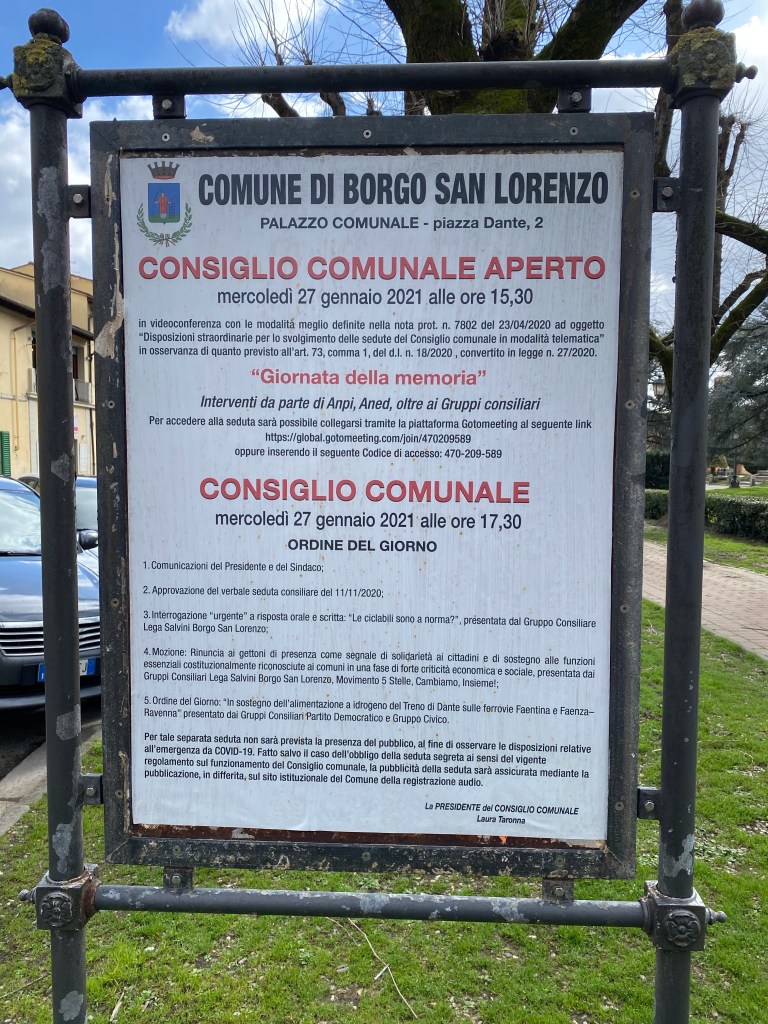 COMUNE DI BORGO SAN LORENZO
PALAZZO COMUNALE - piazza Dante, 2
CONSIGLIO COMUNALE APERTO
mercoledì 27 gennaio 2021 alle ore 15,30
in videoconferenza con le modalità meglio definite nella nota prot. n. 7802 del 23/04/2020 ad oggetto
"Disposizioni straordinarie per lo svolgimento delle sedute del Consiglio comunale in modalità telematica"
in osservanza di quanto previsto all'art. 73, comma 1, del d.l. n. 18/2020 , convertito in legge n. 27/2020.
"Giornata della memoria"
Interventi da parte di Anpi, Aned, oltre ai Gruppi consiliari
Per accedere alla seduta sarà possibile collegarsi tramite la piattaforma Gotomeeting al seguente link
https://global.gotomeeting.com/join/470209589
oppure inserendo il seguente Codice di accesso: 470-209-589
CONSIGLIO COMUNALE
mercoledì 27 gennaio 2021 alle ore 17,30
ORDINE DEL GIORNO
1. Comunicazioni del Presidente e del Sindaco;
2. Approvazione del verbale seduta consiliare del 11/11/2020;
3. Interrogazione "urgente" a risposta orale e scritta: "Le ciclabili sono a norma?", presentata dal Gruppo Consiliare
Lega Salvini Borgo San Lorenzo;
4. Mozione: Rinuncia ai gettoni di presenza come segnale di solidarietà ai cittadini e di sostegno alle funzioni
essenziali costituzionalmente riconosciute ai comuni in una fase di forte criticità economica e sociale, presentata dai
Gruppi Consiliari Lega Salvini Borgo San Lorenzo, Movimento 5 Stelle, Cambiamo, Insieme!;
5. Ordine del Giorno: "In sostegno dell'alimentazione a idrogeno del Treno di Dante sulle ferrovie Faentina e Faenza–
Ravenna" presentato dai Gruppi Consiliari Partito Democratico e Gruppo Civico.
Per tale separata seduta non sarà prevista la presenza del pubblico, al fine di osservare le disposizioni relative
all'emergenza da COVID-19. Fatto salvo il caso dell'obbligo della seduta segreta ai sensi del vigente
regolamento sul funzionamento del Consiglio comunale, la pubblicità della seduta sarà assicurata mediante la
pubblicazione, in differita, sul sito istituzionale del Comune della registrazione audio.
La PRESIDENTE del CONSIGLIO COMUNALE
Laura Taronna